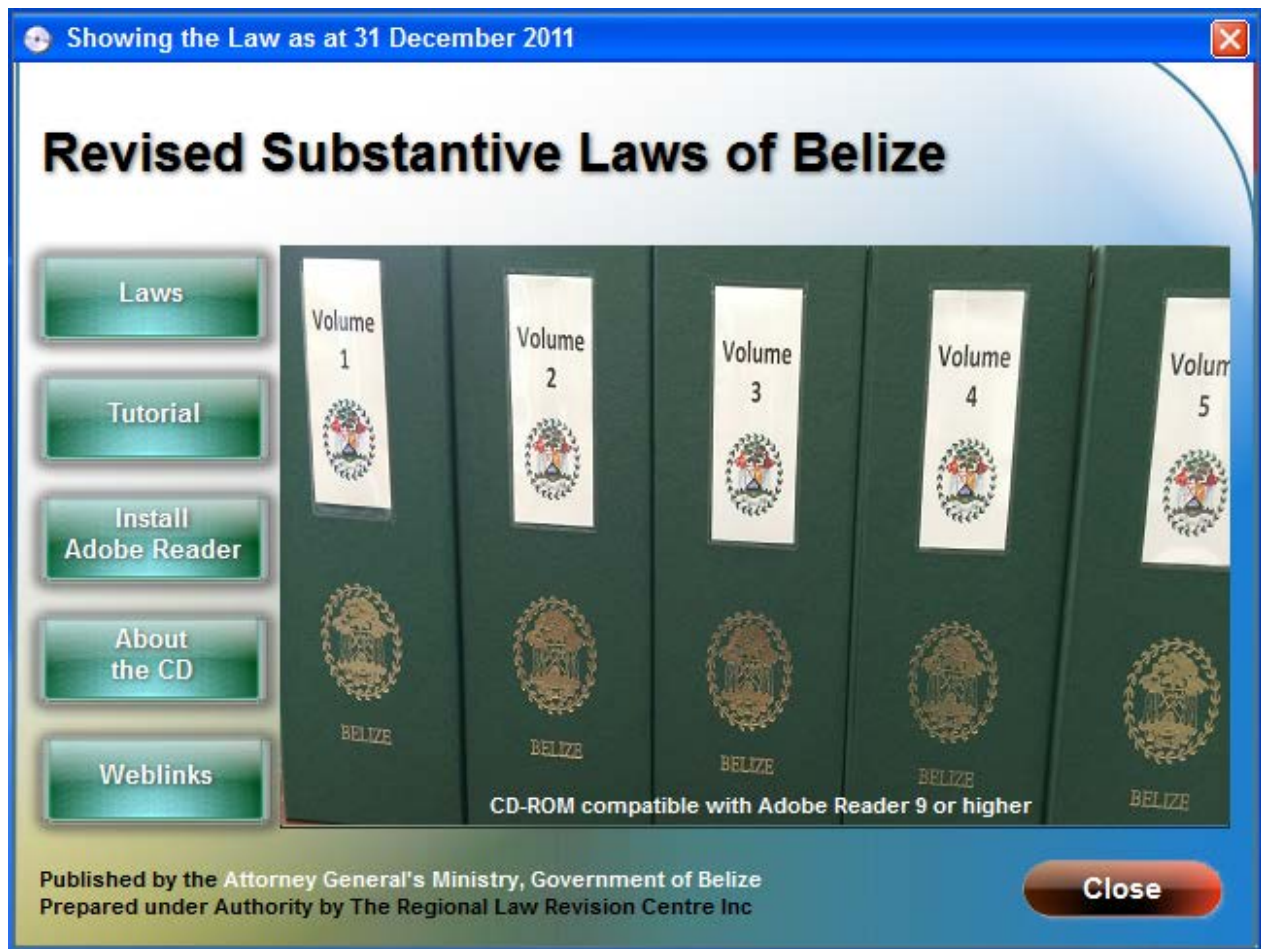 Showing the Law as at 31 December 2011
Revised Substantive Laws of Belize
Laws
Tutorial
Install
Adobe Reader
About
the CD
Weblinks
Volume
1
Volume
2
Volume
3
Volume
4
Volum
5
BELIZE
BELIZE
BELIZE
BELIZE
BELIZE
CD-ROM compatible with Adobe Reader 9 or higher
Published by the Attorney General's Ministry, Government of Belize
Prepared under Authority by The Regional Law Revision Centre Inc
Close